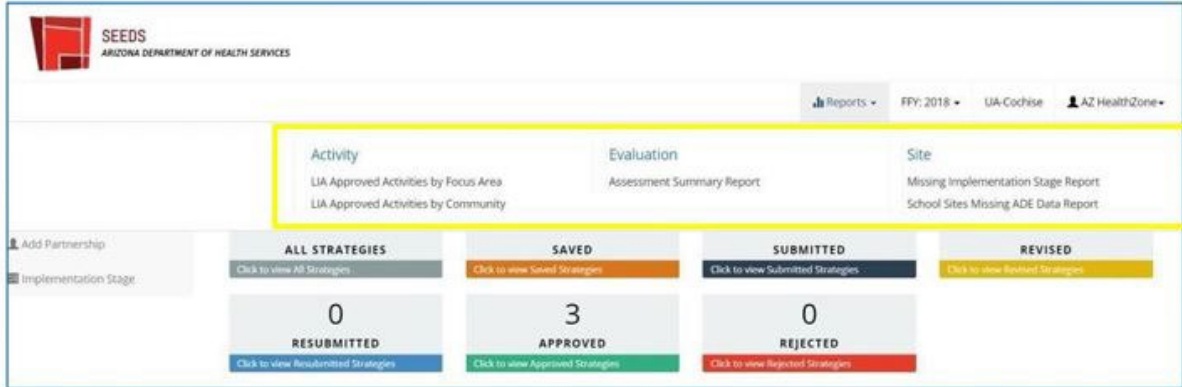 SEEDS
ARIZONA DEPARTMENT OF HEALTH SERVICES
Reports FFY: 2018 UA-Cochise AZ HealthZone
Activity Evaluation Site
LIA Approved Activities by Focus Area Assessment Summary Report Missing Implementation Stage Report
LIA Approved Activities by Community School Sites Missing ADE Data Report
Add Partnership ALL STRATEGIES SAVED SUBMITTED REVISED
Click to view All Strategies Click to view Saved Strategies Click to view Submitted Strategies Click to view Revised Strategies
Implementation Stage
0 3 0
RESUBMITTED APPROVED REJECTED
Click to view Resubmitted Strategies Click to view Approved Strategies Click to view Rejected Strategies